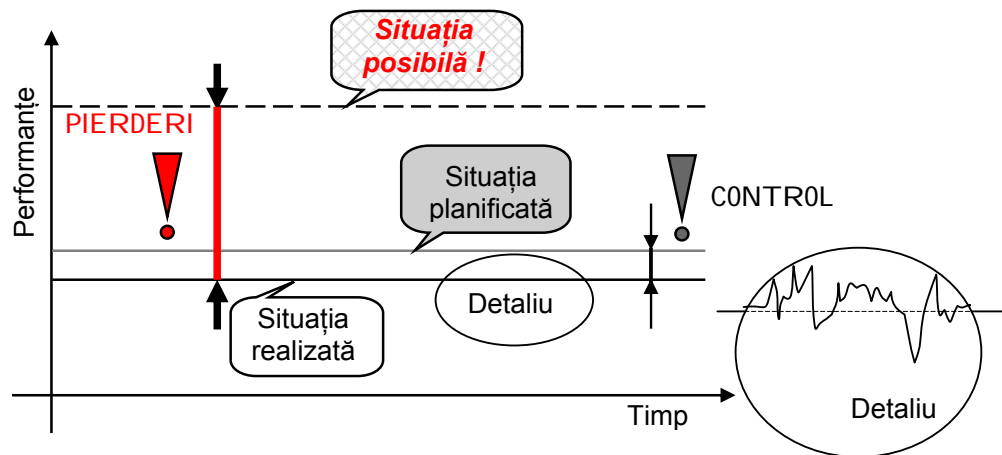 Situația
posibilă !
Performanțe
PIERDERI
Situația
planificată
CONTROL
Detaliu
Situația
realizată
Timp
Detaliu